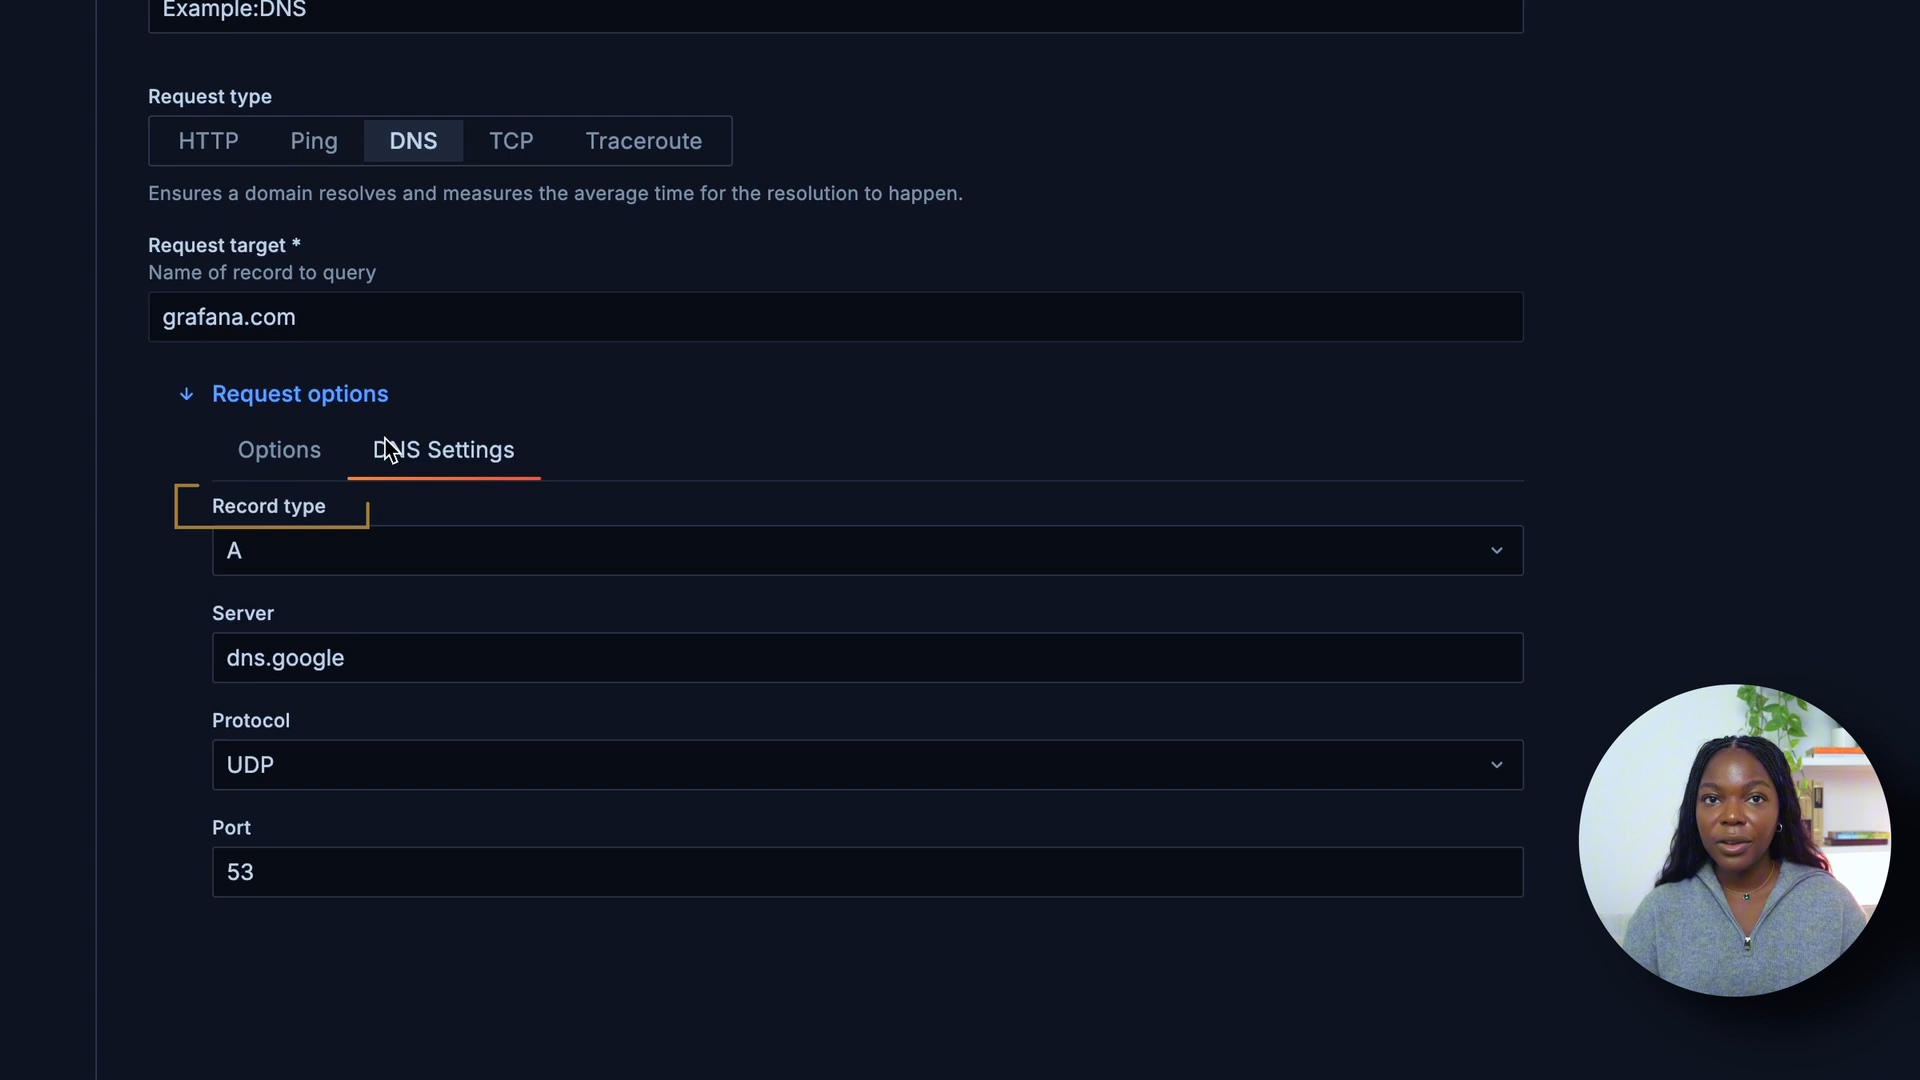 Example:DNS
Request type
HTTP Ping DNS TCP Traceroute
Ensures a domain resolves and measures the average time for the resolution to happen.
Request target *
Name of record to query
grafana.com
Request options
Options DNS Settings
Record type
A
Server
dns.google
Protocol
UDP
Port
53